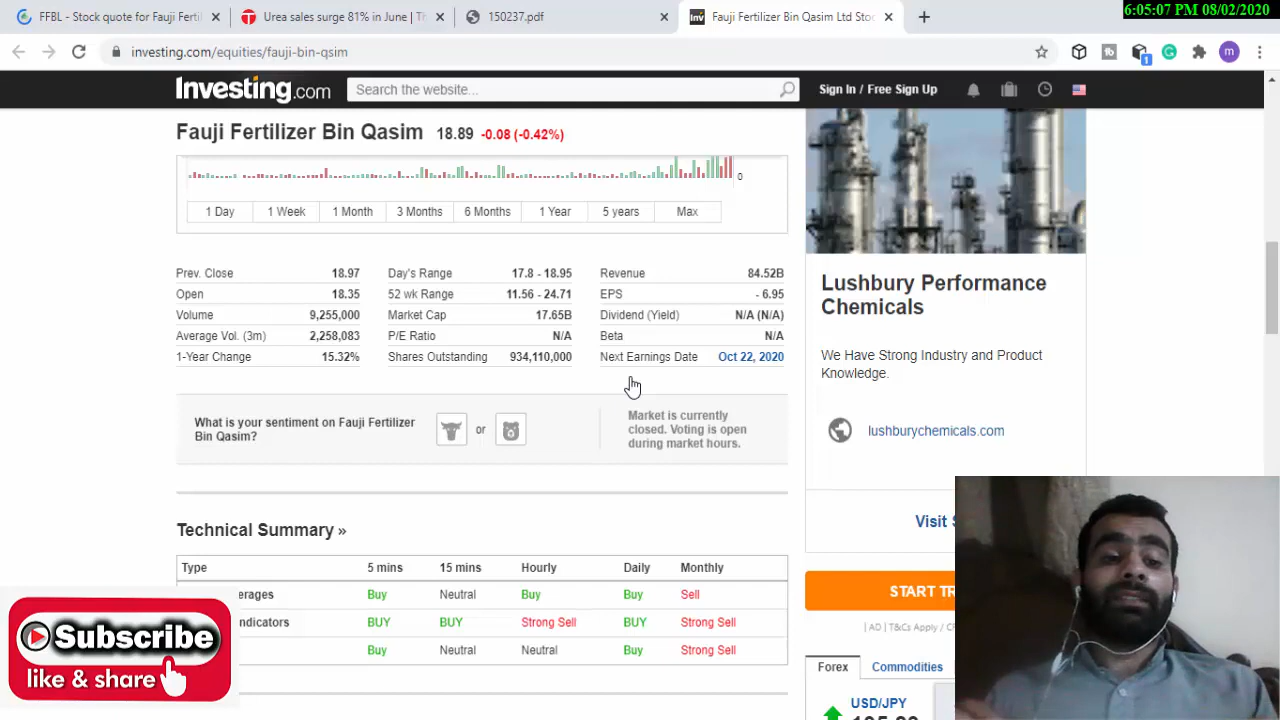 FFBL - Stock quote for Fauji Fertil
Urea sales surge 81% in June | Th
150237.pdf
Fauji Fertilizer Bin Qasim Ltd Stoc
6:05:07 PM 08/02/2020
investing.com/equities/fauji-bin-qsim
Investing.com
Search the website...
Sign In / Free Sign Up
Fauji Fertilizer Bin Qasim 18.89 -0.08 (-0.42%)
0
1 Day 1 Week 1 Month 3 Months 6 Months 1 Year 5 years Max
Prev. Close 18.97 Day's Range 17.8 - 18.95 Revenue 84.52B
Open 18.35 52 wk Range 11.56 - 24.71 EPS - 6.95
Volume 9,255,000 Market Cap 17.65B Dividend (Yield) N/A (N/A)
Average Vol. (3m) 2,258,083 P/E Ratio N/A Beta N/A
1-Year Change 15.32% Shares Outstanding 934,110,000 Next Earnings Date Oct 22, 2020
What is your sentiment on Fauji Fertilizer
Bin Qasim?
or
Market is currently
closed. Voting is open
during market hours.
Technical Summary »
Type 5 mins 15 mins Hourly Daily Monthly
erages Buy Neutral Buy Buy Sell
ndicators BUY BUY Strong Sell BUY Strong Sell
Buy Neutral Neutral Buy Strong Sell
Lushbury Performance
Chemicals
We Have Strong Industry and Product
Knowledge.
lushburychemicals.com
Visit
START TR
| AD | T&Cs Apply /
Forex Commodities
USD/JPY
Subscribe
like & share